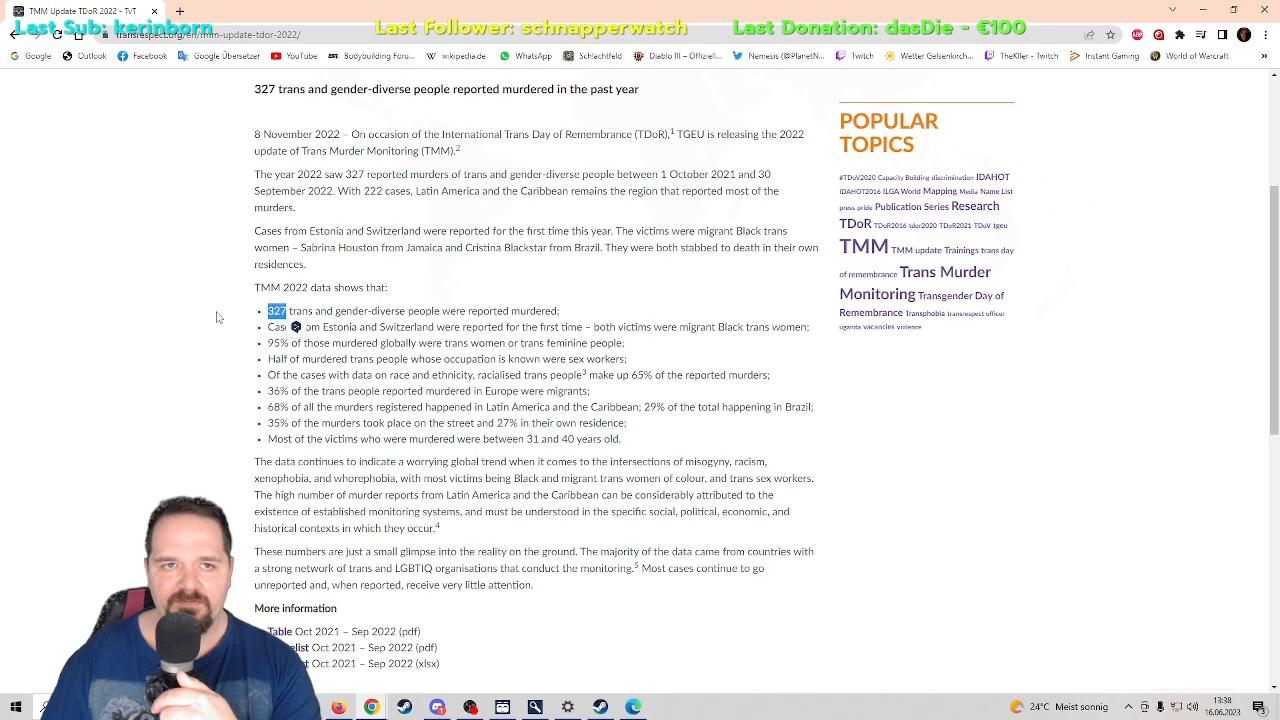 TMM Update TDoR 2022 - TvT
Last Sub: kerinborn
Last Follower: schnapperwatch
Last Donation: dasDie - €100
transrespect.org/en/tmm-update-tdor-2022/
Google
Outlook
Facebook
Google Übersetzer
YouTube
Bodybuilding Foru...
wikipedia.de
WhatsApp
Schlachtfeld
Diablo III – Offiziel...
Nemesis (@PlanetN...
Twitch
Wetter Gelsenkirch...
TheKller - Twitch
Instant Gaming
World of Warcraft
327 trans and gender-diverse people reported murdered in the past year
8 November 2022 – On occasion of the International Trans Day of Remembrance (TDoR),1 TGEU is releasing the 2022
update of Trans Murder Monitoring (TMM).2
The year 2022 saw 327 reported murders of trans and gender-diverse people between 1 October 2021 and 30
September 2022. With 222 cases, Latin America and the Caribbean remains the region that reported most of the
murders.
Cases from Estonia and Switzerland were reported for the first time this year. The victims were migrant Black trans
women – Sabrina Houston from Jamaica and Cristina Blackstar from Brazil. They were both stabbed to death in their own
residences.
TMM 2022 data shows that:
• 327 trans and gender-diverse people were reported murdered;
• Cas om Estonia and Switzerland were reported for the first time – both victims were migrant Black trans women;
• 95% of those murdered globally were trans women or trans feminine people;
• Half of murdered trans people whose occupation is known were sex workers;
• Of the cases with data on race and ethnicity, racialised trans people3 make up 65% of the reported murders;
• 36% of the trans people reported murdered in Europe were migrants;
• 68% of all the murders registered happened in Latin America and the Caribbean; 29% of the total happening in Brazil;
• 35% of the murders took place on the street and 27% in their own residence;
• Most of the victims who were murdered were between 31 and 40 years old.
The data continues to indicate a worrying global trend when it comes to the intersections of misogyny, racism,
xenophobia, and whorephobia, with most victims being Black and migrant trans women of colour, and trans sex workers.
The high number of murder reports from Latin America and the Caribbean can be considerably attributed to the
existence of established monitoring systems, and must be understood in the specific social, political, economic, and
historical contexts in which they occur.4
These numbers are just a small glimpse into the reality on the ground. The majority of the data came from countries with
a strong network of trans and LGBTIQ organisations that conduct the monitoring.5 Most cases continue to go
unreported and, when reported, receive very little attention.
More information
Table Oct 2021 – Sep 2022 (pdf)
elist Oct 2021 – Sep 2022 (pdf)
t Oct 2021 – Sep 2022 (xlsx)
POPULAR
TOPICS
#TDoV2020 Capacity Building discrimination IDAHOT
IDAHOT2016 ILGA World Mapping Media Name List
press pride Publication Series Research
TDoR TDoR2016 tdor2020 TDoR2021 TDoV tgeu
TMM TMM update Trainings trans day
of remembrance Trans Murder
Monitoring Transgender Day of
Remembrance Transphobia transrespect officer
uganda vacancies violence
24°C Meist sonnig
13:38
16.06.2023